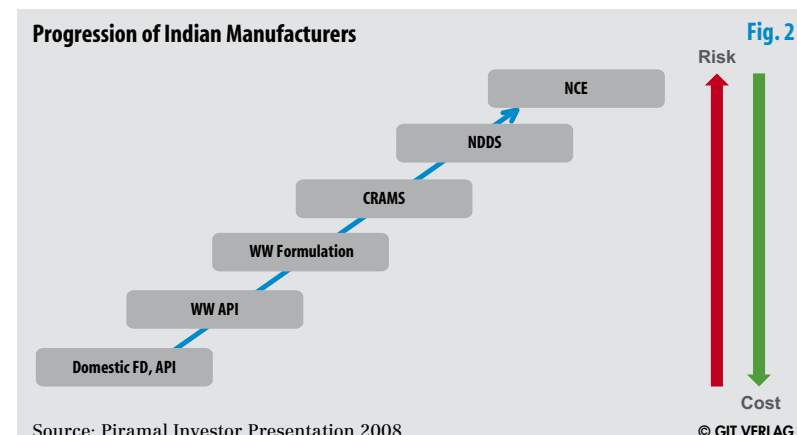 Progression of Indian Manufacturers
Fig. 2
Risk
NCE
NDDS
CRAMS
WW Formulation
WW API
Domestic FD, API
Cost
Source: Piramal Investor Presentation 2008
© GIT VERLAG